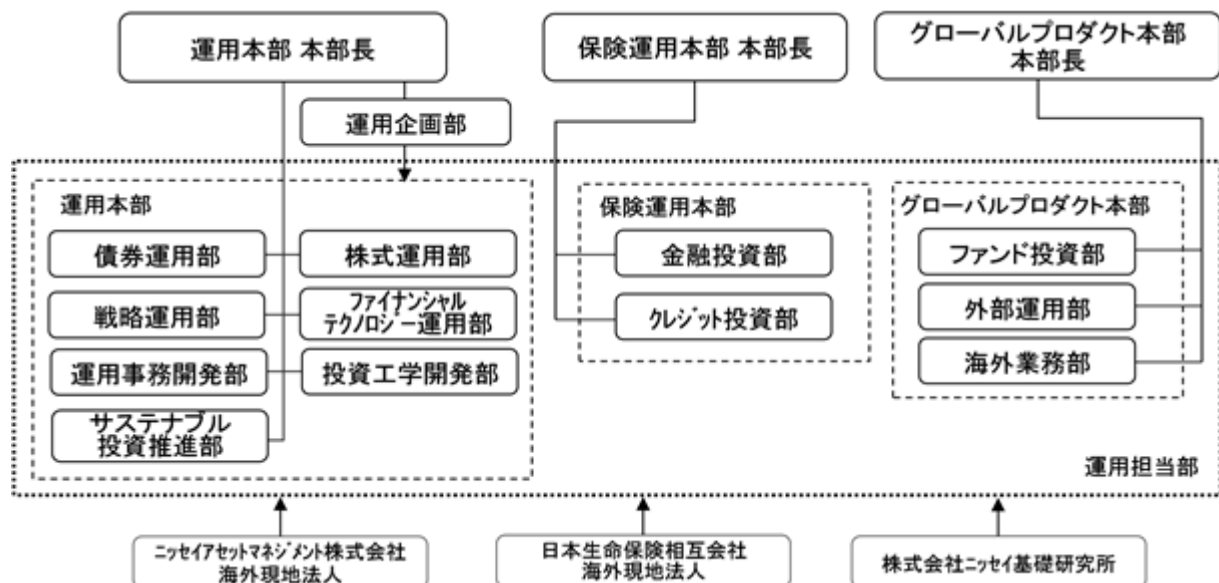 運用本部 本部長
保険運用本部 本部長
グローバルプロダクト本部
本部長
運用企画部
運用本部
債券運用部
株式運用部
戦略運用部
ファイナンシャル
テクノロジー運用部
運用事務開発部
投資工学開発部
サステナブル
投資推進部
保険運用本部
金融投資部
クレジット投資部
グローバルプロダクト本部
ファンド投資部
外部運用部
海外業務部
運用担当部
ニッセイアセットマネジメント株式会社
海外現地法人
日本生命保険相互会社
海外現地法人
株式会社ニッセイ基礎研究所